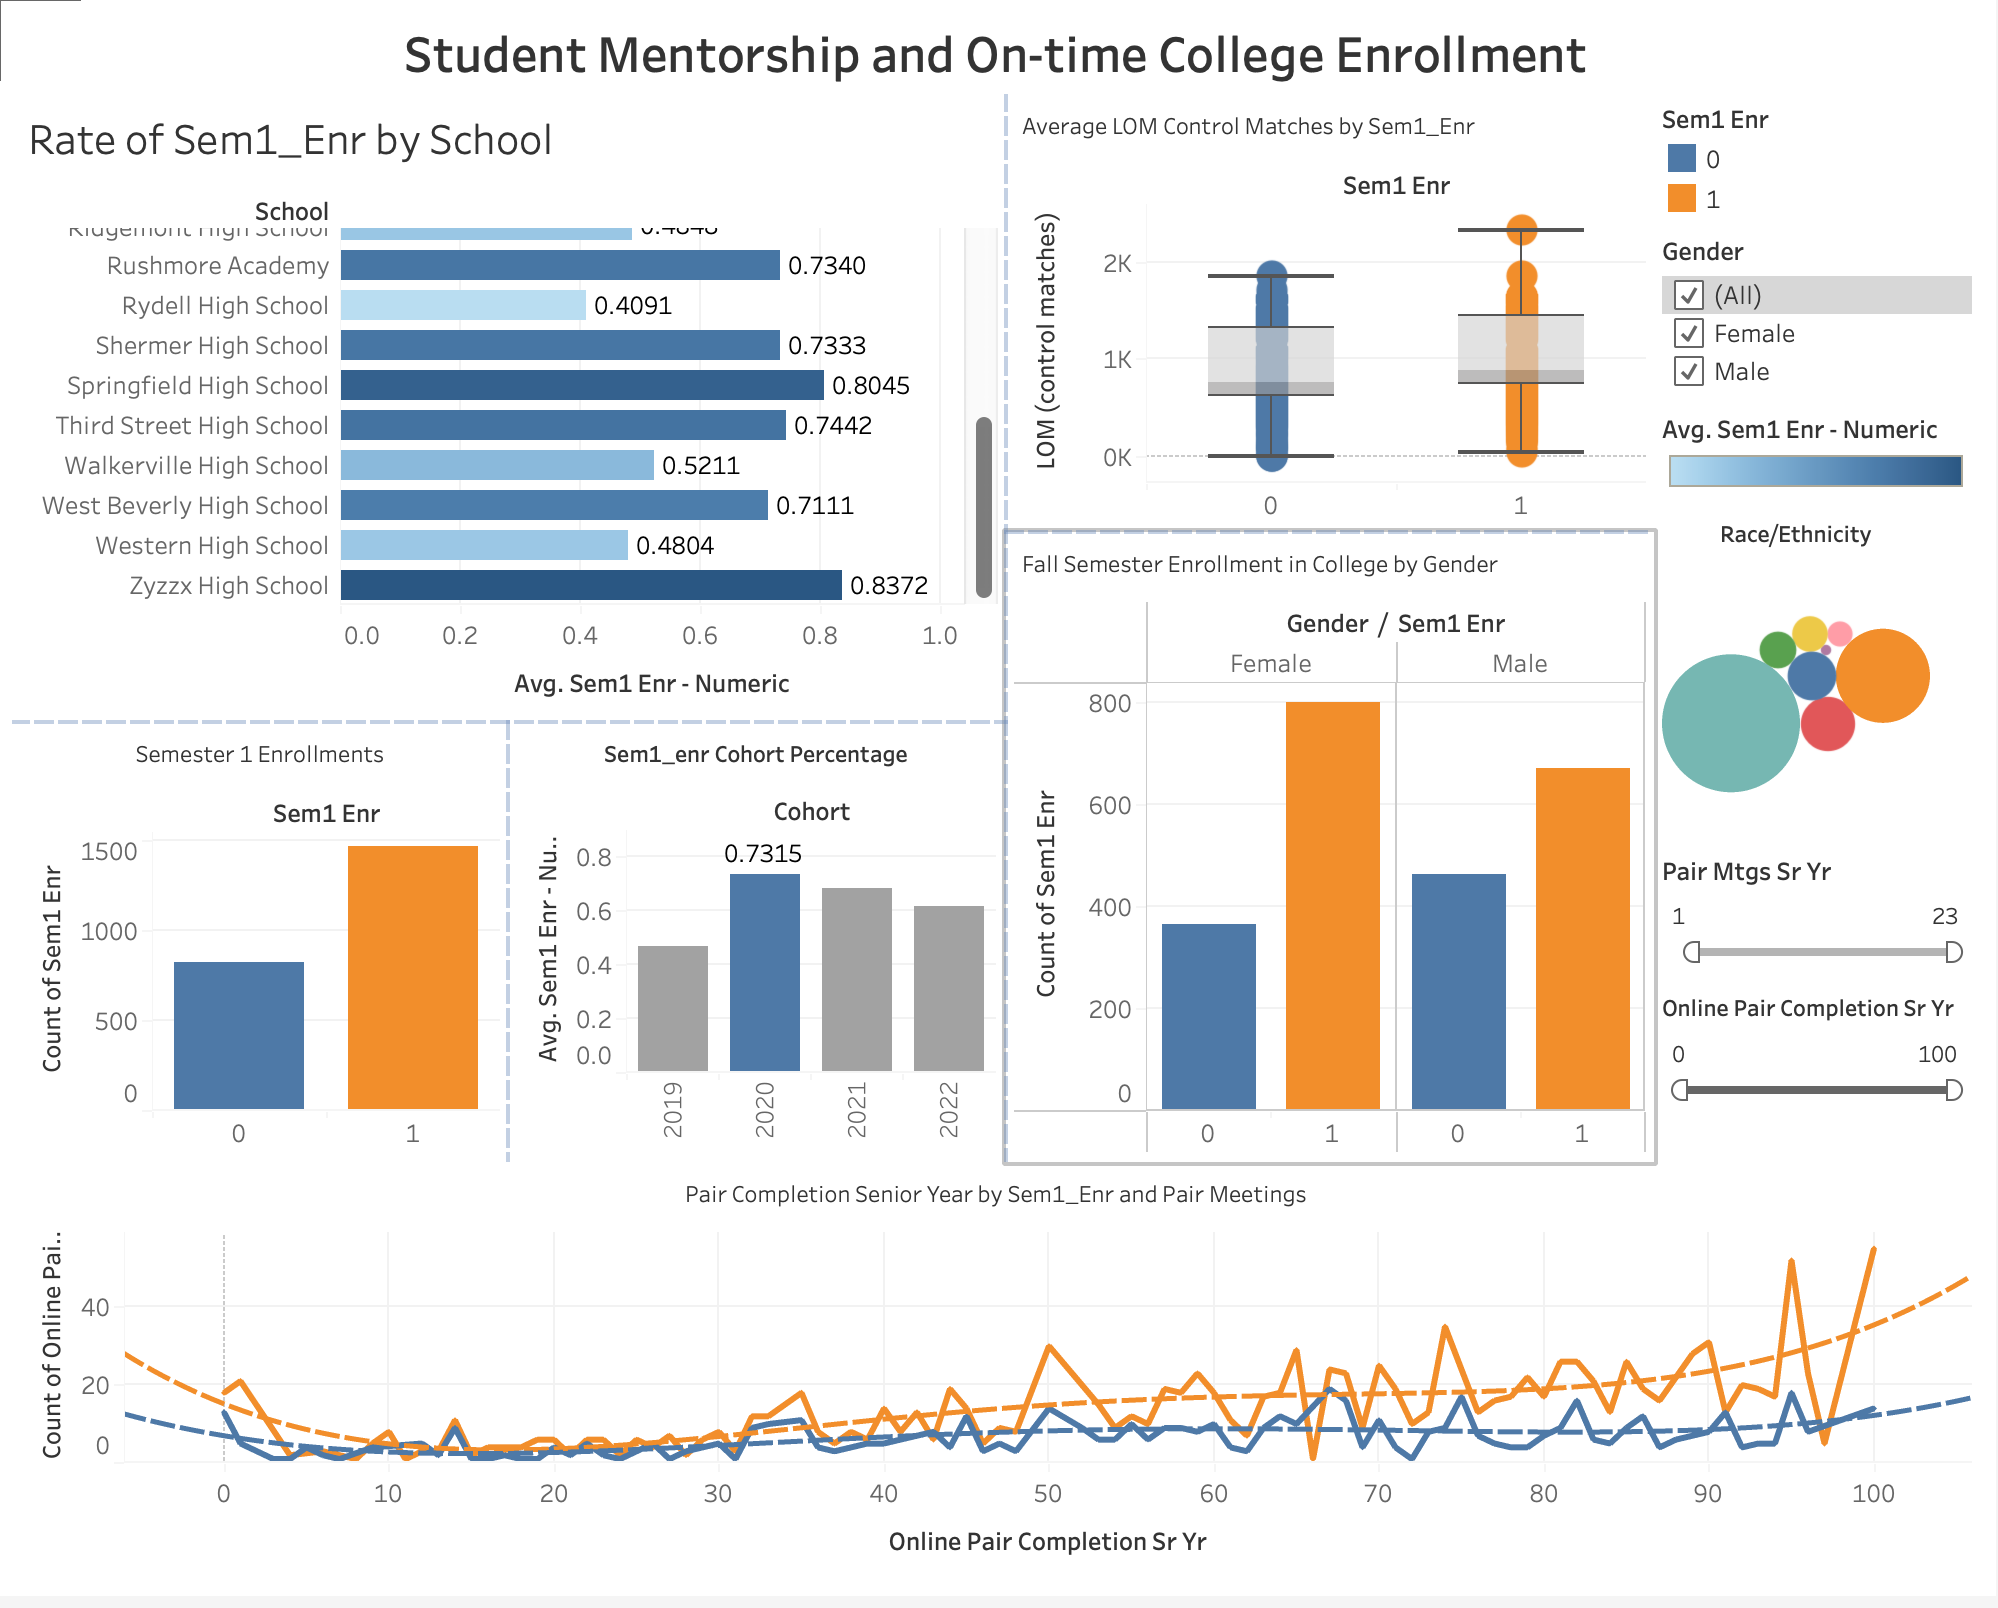 Student Mentorship and On-time College Enrollment
Rate of Sem1_Enr by School
School
Ridgemont High School 0.4848
Rushmore Academy 0.7340
Rydell High School 0.4091
Shermer High School 0.7333
Springfield High School 0.8045
Third Street High School 0.7442
Walkerville High School 0.5211
West Beverly High School 0.7111
Western High School 0.4804
Zyzzx High School 0.8372
0.0 0.2 0.4 0.6 0.8 1.0
Avg. Sem1 Enr - Numeric
Average LOM Control Matches by Sem1_Enr
Sem1 Enr
LOM (control matches)
2K
1K
0K
0 1
Sem1 Enr
0
1
Gender
(All)
Female
Male
Avg. Sem1 Enr - Numeric
Race/Ethnicity
Pair Mtgs Sr Yr
1 23
Online Pair Completion Sr Yr
0 100
Semester 1 Enrollments
Sem1 Enr
Count of Sem1 Enr
1500
1000
500
0
0 1
Sem1_enr Cohort Percentage
Cohort
Avg. Sem1 Enr - Nu..
0.7315
0.8
0.6
0.4
0.2
0.0
2019 2020 2021 2022
Fall Semester Enrollment in College by Gender
Gender / Sem1 Enr
Female Male
Count of Sem1 Enr
800
600
400
200
0
0 1 0 1
Pair Completion Senior Year by Sem1_Enr and Pair Meetings
Count of Online Pai..
40
20
0
0 10 20 30 40 50 60 70 80 90 100
Online Pair Completion Sr Yr